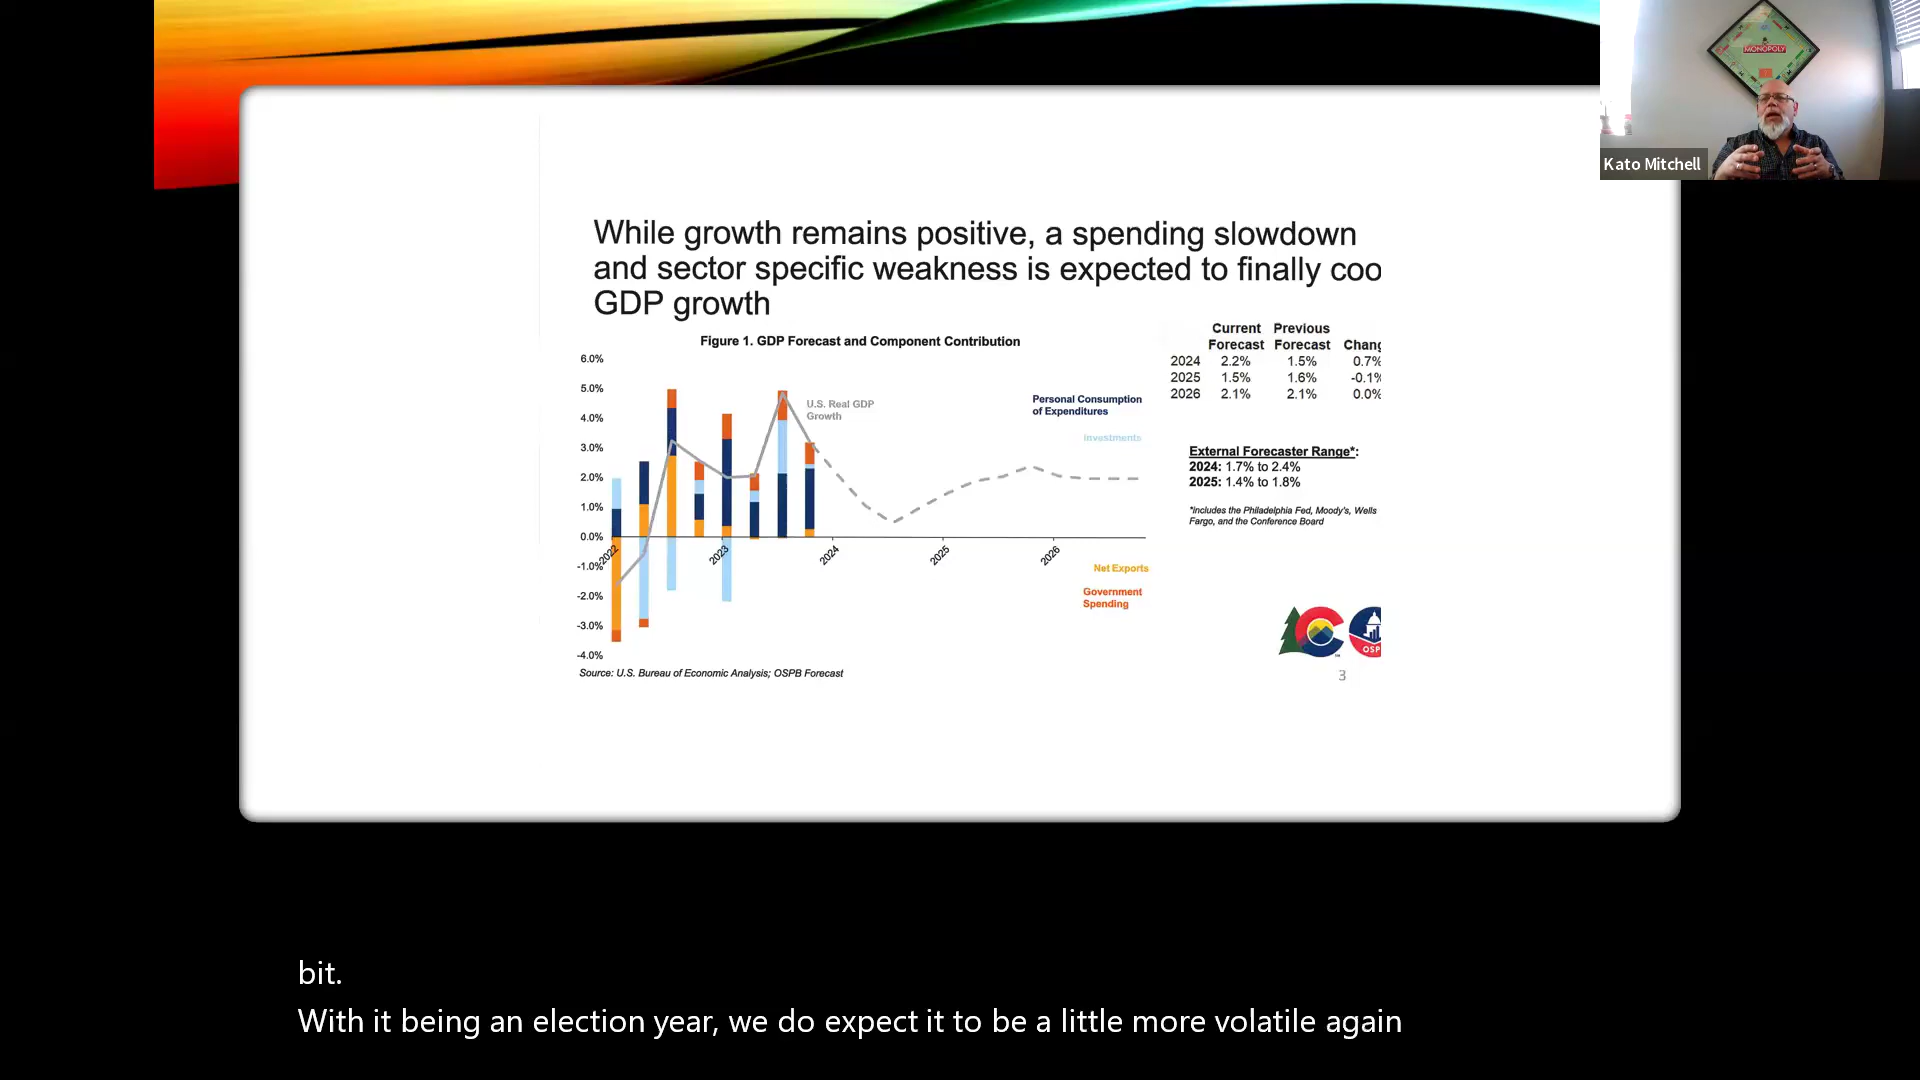 MONOPOLY
Kato Mitchell
While growth remains positive, a spending slowdown
and sector specific weakness is expected to finally coo
GDP growth
Figure 1. GDP Forecast and Component Contribution
6.0%
5.0%
4.0%
3.0%
2.0%
1.0%
0.0%
-1.0%
-2.0%
-3.0%
-4.0%
2022
2023
2024
2025
2026
U.S. Real GDP
Growth
Personal Consumption
of Expenditures
Investments
Net Exports
Government
Spending
Source: U.S. Bureau of Economic Analysis; OSPB Forecast
Current Previous
Forecast Forecast Chang
2024 2.2% 1.5% 0.7%
2025 1.5% 1.6% -0.1%
2026 2.1% 2.1% 0.0%
External Forecaster Range*:
2024: 1.7% to 2.4%
2025: 1.4% to 1.8%
*includes the Philadelphia Fed, Moody's, Wells
Fargo, and the Conference Board
OSP
3
bit.
With it being an election year, we do expect it to be a little more volatile again